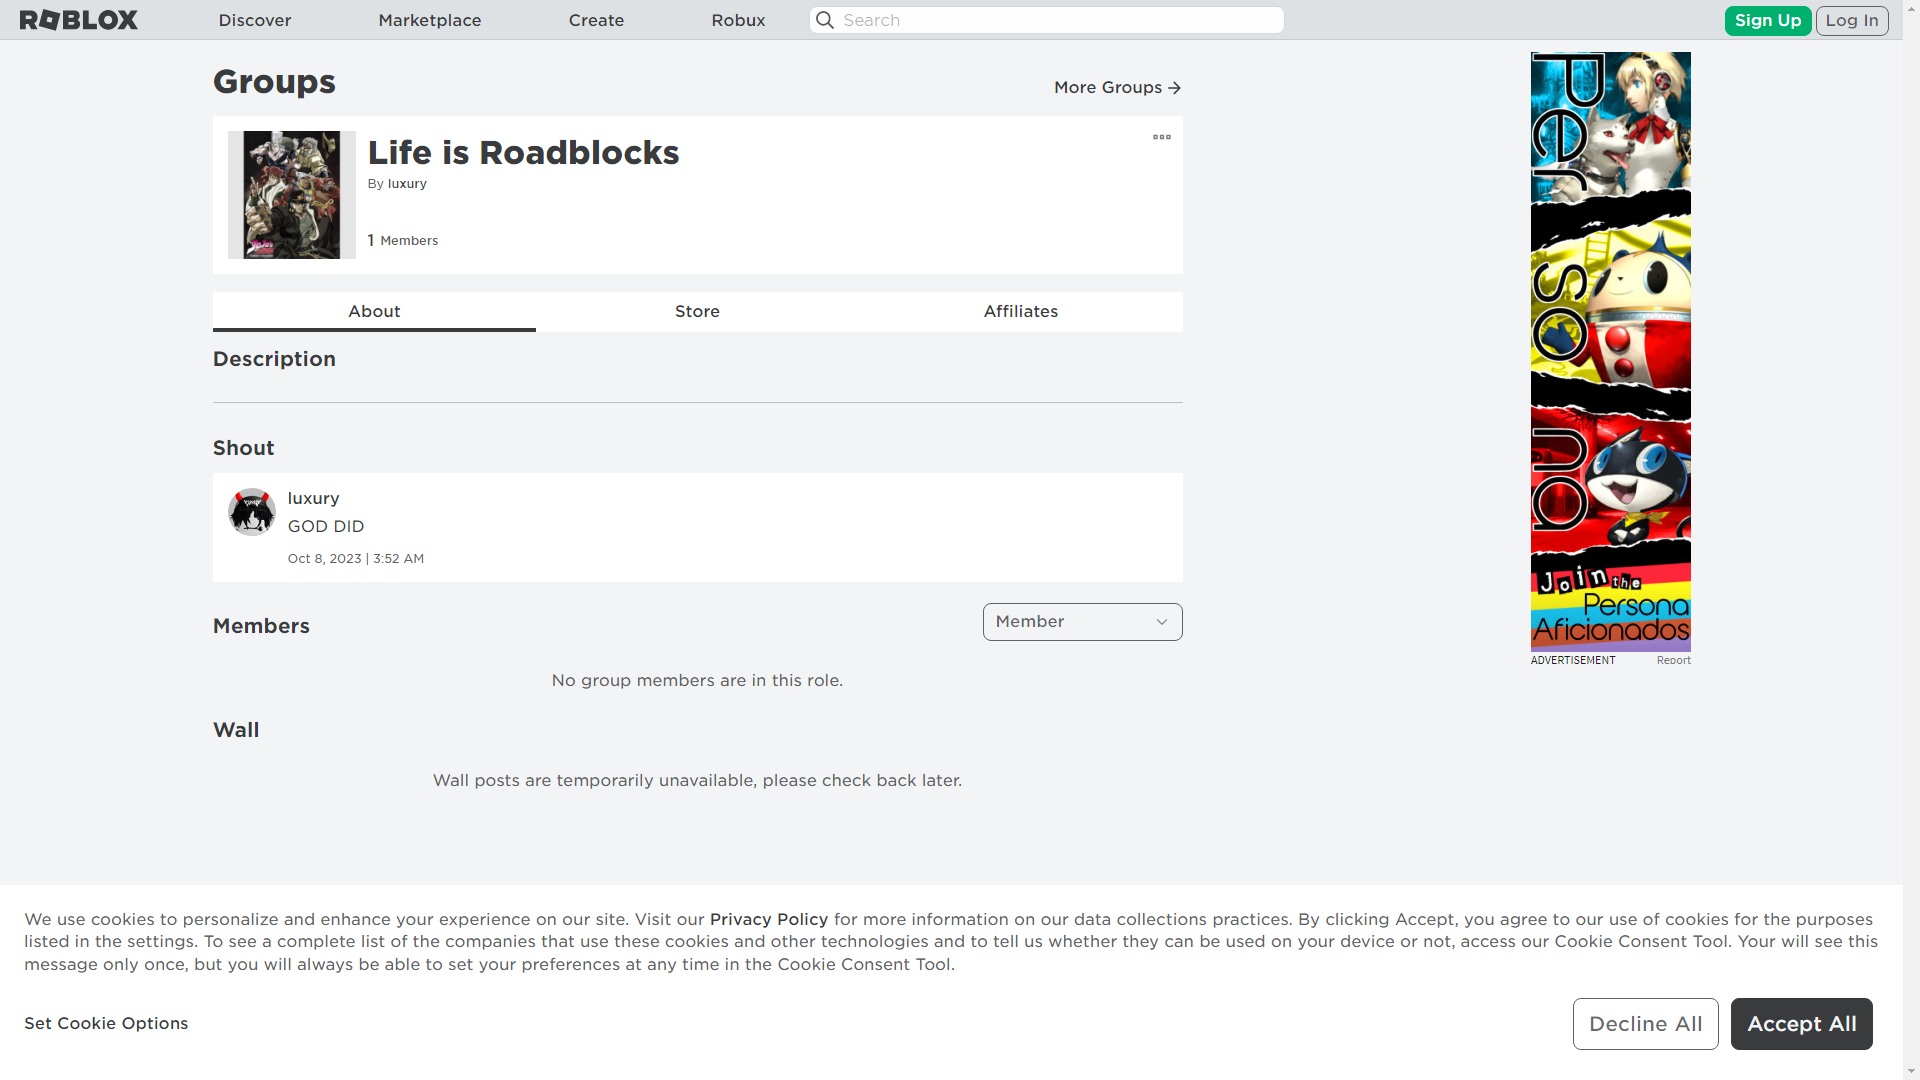 ROBLOX
Discover
Marketplace
Create
Robux
Search
Sign Up
Log In
Groups
More Groups
Life is Roadblocks
By luxury
1 Members
About
Store
Affiliates
Description
Shout
luxury
GOD DID
Oct 8, 2023 | 3:52 AM
Members
Member
No group members are in this role.
Wall
Wall posts are temporarily unavailable, please check back later.
Per
so
na
Join the
Persona
Aficionados
ADVERTISEMENT
Report
We use cookies to personalize and enhance your experience on our site. Visit our Privacy Policy for more information on our data collections practices. By clicking Accept, you agree to our use of cookies for the purposes
listed in the settings. To see a complete list of the companies that use these cookies and other technologies and to tell us whether they can be used on your device or not, access our Cookie Consent Tool. Your will see this
message only once, but you will always be able to set your preferences at any time in the Cookie Consent Tool.
Set Cookie Options
Decline All
Accept All